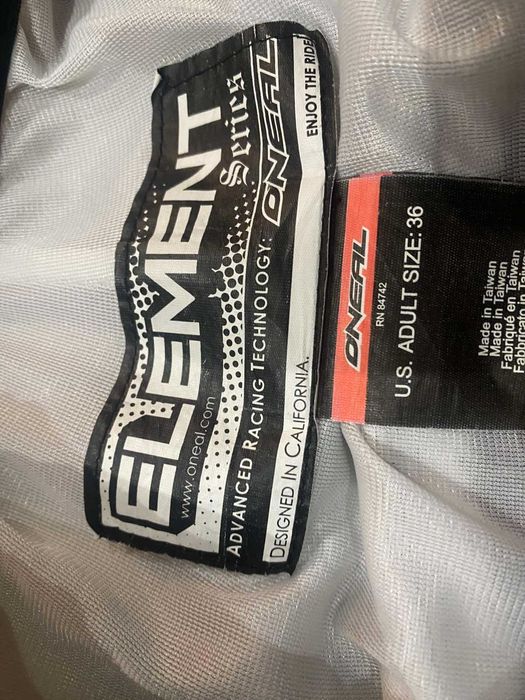 ELEMENT
Series
www.oneal.com
ADVANCED RACING TECHNOLOGY: ONEAL
DESIGNED IN CALIFORNIA.
ENJOY THE RIDE
ONEAL
RN 84742
U.S. ADULT SIZE: 36
Made in Taiwan
Made in Taiwan
Fabriqué en Taiwan